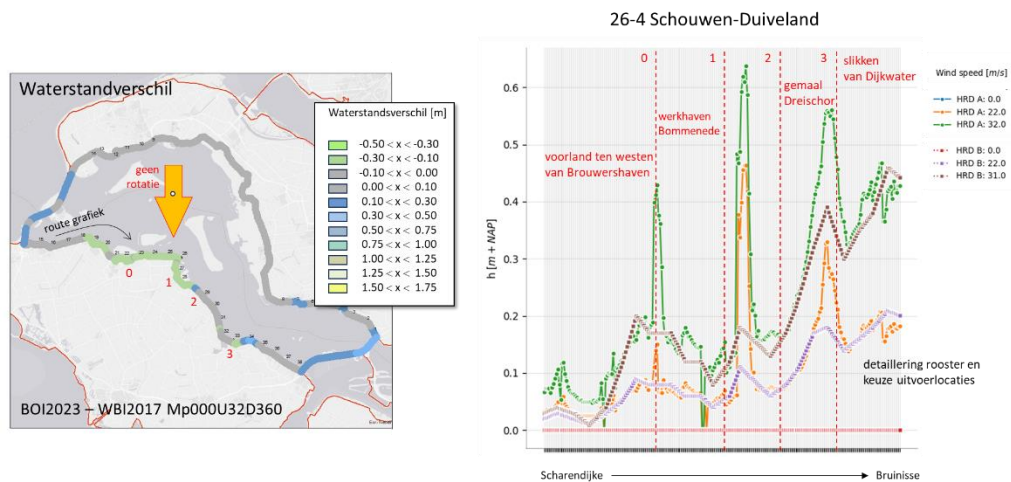 26-4 Schouwen-Duiveland
Waterstandverschil
geen
rotatie
route grafiek
0
1
2
3
BOI2023 – WBI2017 Mp000U32D360
Waterstandverschil [m]
-0.50 < x < -0.30
-0.30 < x < -0.10
-0.10 < x < 0.00
0.00 < x < 0.10
0.10 < x < 0.30
0.30 < x < 0.50
0.50 < x < 0.75
0.75 < x < 1.00
1.00 < x < 1.25
1.25 < x < 1.50
1.50 < x < 1.75
h [m + NAP]
0.6
0.5
0.4
0.3
0.2
0.1
0.0
0
1
2
3
voorland ten westen
van Brouwershaven
werkhaven
Bommenede
gemaal
Dreischor
slikken
van Dijkwater
Wind speed [m/s]
HRD A: 0.0
HRD A: 22.0
HRD A: 32.0
HRD B: 0.0
HRD B: 22.0
HRD B: 31.0
detaillering rooster en
keuze uitvoerlocaties
Scharendijke
Bruinisse